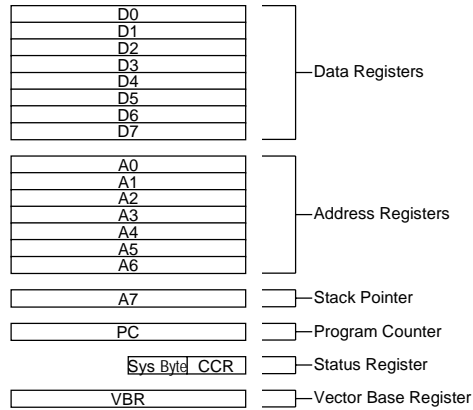 D0
D1
D2
D3
D4
D5
D6
D7
Data Registers
A0
A1
A2
A3
A4
A5
A6
Address Registers
A7
Stack Pointer
PC
Program Counter
Sys Byte CCR
Status Register
VBR
Vector Base Register